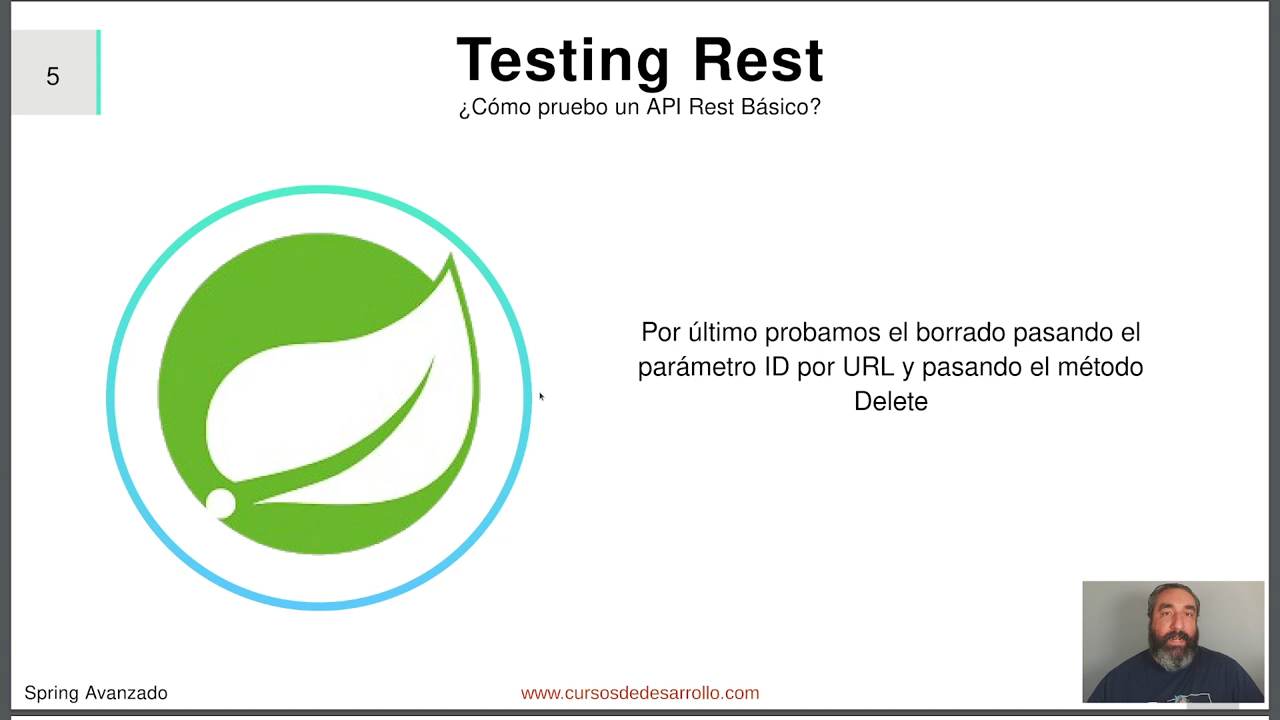 5
Testing Rest
¿Cómo pruebo un API Rest Básico?
Por último probamos el borrado pasando el
parámetro ID por URL y pasando el método
Delete
Spring Avanzado
www.cursosdedesarrollo.com